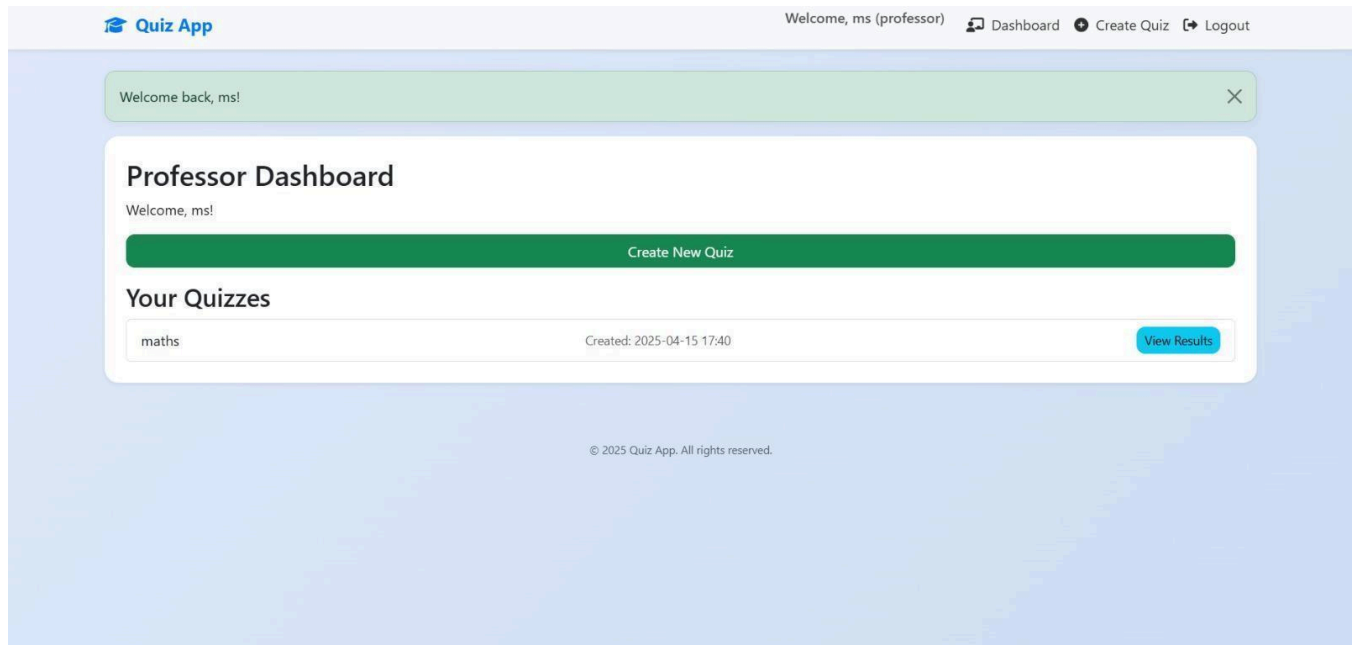 Quiz App
Welcome, ms (professor) Dashboard Create Quiz Logout
Welcome back, ms!
Professor Dashboard
Welcome, ms!
Create New Quiz
Your Quizzes
maths Created: 2025-04-15 17:40 View Results
© 2025 Quiz App. All rights reserved.